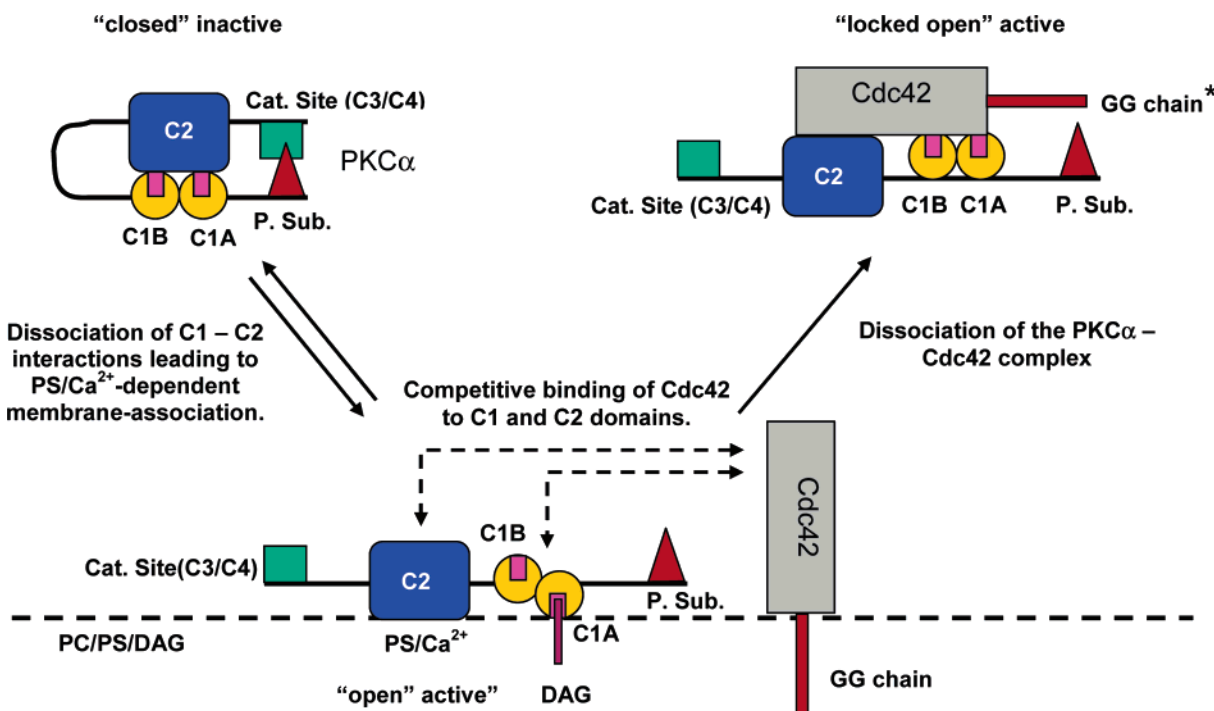 “closed” inactive
“locked open” active
Cat. Site (C3/C4)
C2
PKCα
C1B
C1A
P. Sub.
Cdc42
GG chain*
C2
Cat. Site (C3/C4)
C1B
C1A
P. Sub.
Dissociation of C1 – C2
interactions leading to
PS/Ca²⁺-dependent
membrane-association.
Dissociation of the PKCα –
Cdc42 complex
Competitive binding of Cdc42
to C1 and C2 domains.
Cdc42
C1B
Cat. Site(C3/C4)
C2
P. Sub.
C1A
PC/PS/DAG
PS/Ca²⁺
“open” active”
DAG
GG chain